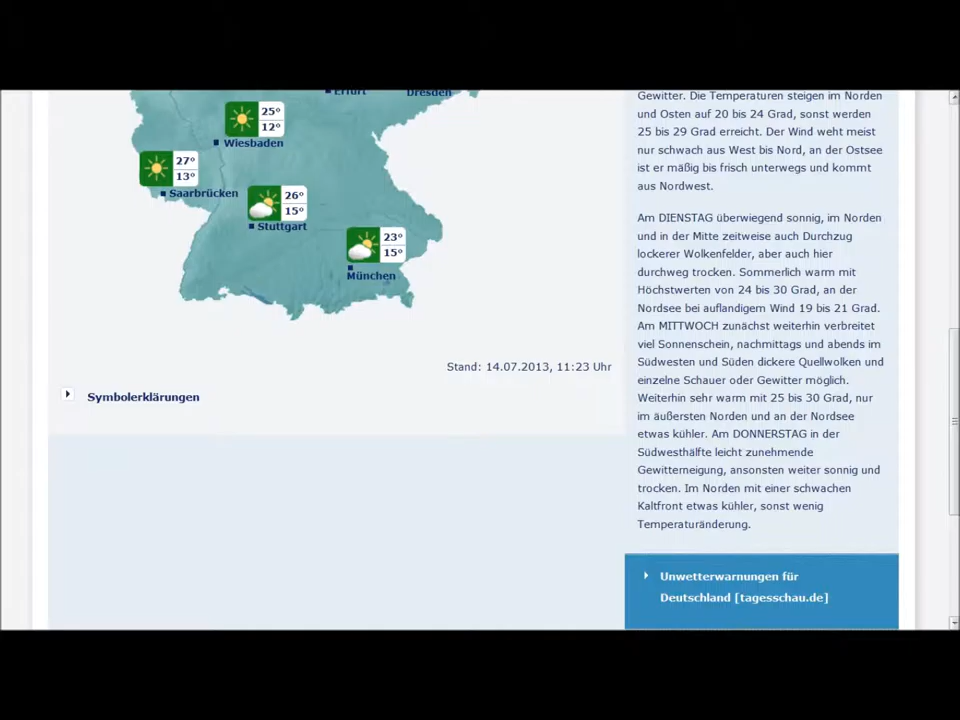 Erfurt
Dresden
25°
12°
Wiesbaden
27°
13°
Saarbrücken
26°
15°
Stuttgart
23°
15°
München
Stand: 14.07.2013, 11:23 Uhr
Symbolerklärungen
Gewitter. Die Temperaturen steigen im Norden
und Osten auf 20 bis 24 Grad, sonst werden
25 bis 29 Grad erreicht. Der Wind weht meist
nur schwach aus West bis Nord, an der Ostsee
ist er mäßig bis frisch unterwegs und kommt
aus Nordwest.
Am DIENSTAG überwiegend sonnig, im Norden
und in der Mitte zeitweise auch Durchzug
lockerer Wolkenfelder, aber auch hier
durchweg trocken. Sommerlich warm mit
Höchstwerten von 24 bis 30 Grad, an der
Nordsee bei auflandigem Wind 19 bis 21 Grad.
Am MITTWOCH zunächst weiterhin verbreitet
viel Sonnenschein, nachmittags und abends im
Südwesten und Süden dickere Quellwolken und
einzelne Schauer oder Gewitter möglich.
Weiterhin sehr warm mit 25 bis 30 Grad, nur
im äußersten Norden und an der Nordsee
etwas kühler. Am DONNERSTAG in der
Südwesthälfte leicht zunehmende
Gewitterneigung, ansonsten weiter sonnig und
trocken. Im Norden mit einer schwachen
Kaltfront etwas kühler, sonst wenig
Temperaturänderung.
Unwetterwarnungen für
Deutschland [tagesschau.de]